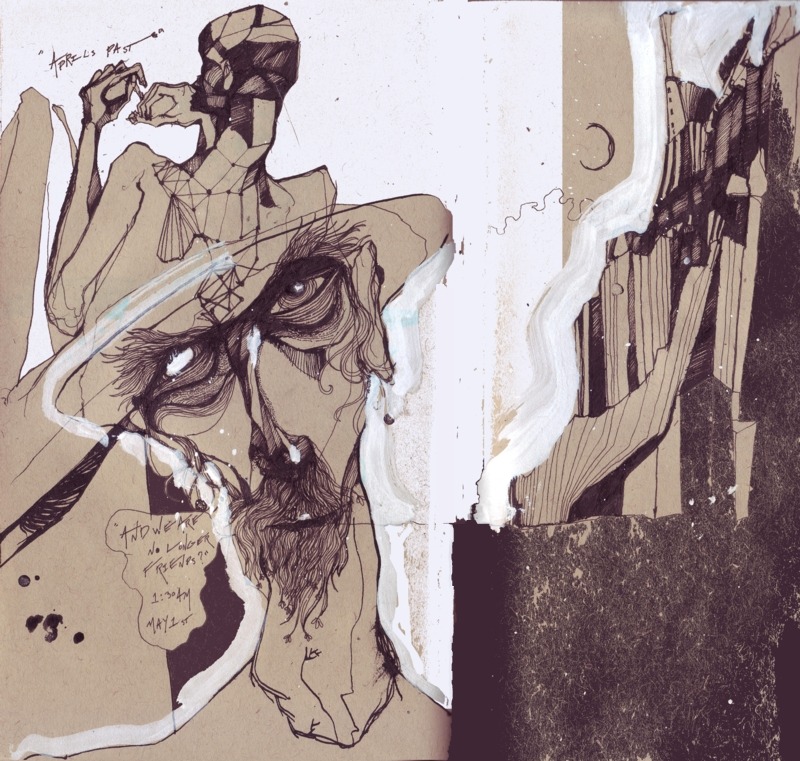 "APRILS PAST"
"AND WE ARE
NO LONGER
FRIENDS?"
1:30AM
MAY 1ST